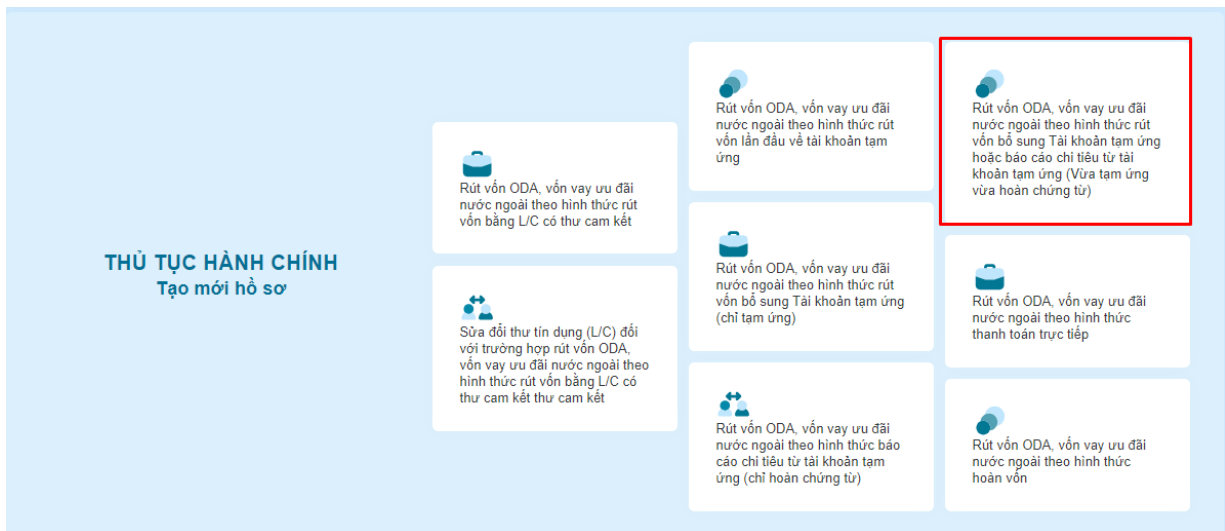 THỦ TỤC HÀNH CHÍNH
Tạo mới hồ sơ
Rút vốn ODA, vốn vay ưu đãi
nước ngoài theo hình thức rút
vốn bằng L/C có thư cam kết
Sửa đổi thư tín dụng (L/C) đối
với trường hợp rút vốn ODA,
vốn vay ưu đãi nước ngoài theo
hình thức rút vốn bằng L/C có
thư cam kết thư cam kết
Rút vốn ODA, vốn vay ưu đãi
nước ngoài theo hình thức rút
vốn lần đầu về tài khoản tạm
ứng
Rút vốn ODA, vốn vay ưu đãi
nước ngoài theo hình thức rút
vốn bổ sung Tài khoản tạm ứng
(chỉ tạm ứng)
Rút vốn ODA, vốn vay ưu đãi
nước ngoài theo hình thức báo
cáo chi tiêu từ tài khoản tạm
ứng (chỉ hoàn chứng từ)
Rút vốn ODA, vốn vay ưu đãi
nước ngoài theo hình thức rút
vốn bổ sung Tài khoản tạm ứng
hoặc báo cáo chi tiêu từ tài
khoản tạm ứng (Vừa tạm ứng
vừa hoàn chứng từ)
Rút vốn ODA, vốn vay ưu đãi
nước ngoài theo hình thức
thanh toán trực tiếp
Rút vốn ODA, vốn vay ưu đãi
nước ngoài theo hình thức
hoàn vốn